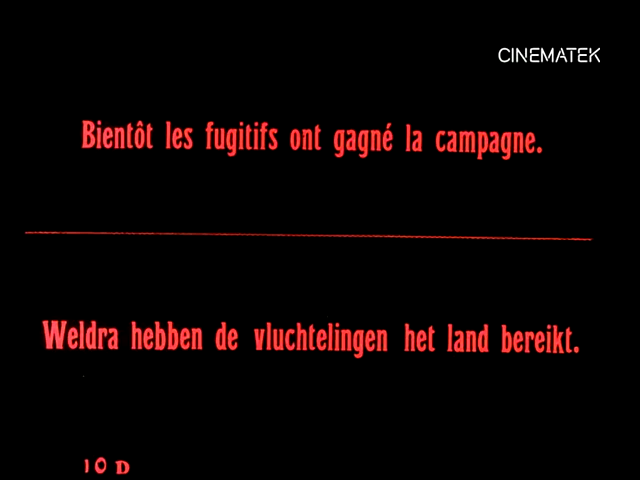 CINEMATEK
Bientôt les fugitifs ont gagné la campagne.
Weldra hebben de vluchtelingen het land bereikt.
10 D